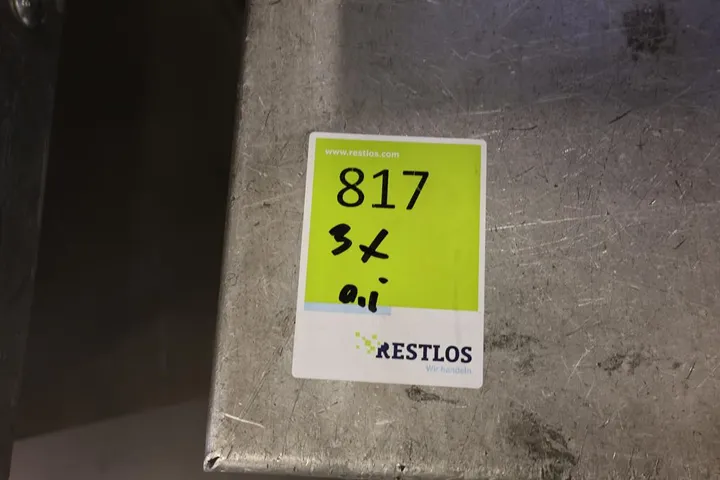 www.restlos.com
817
3x
a.i
RESTLOS
Wir handeln